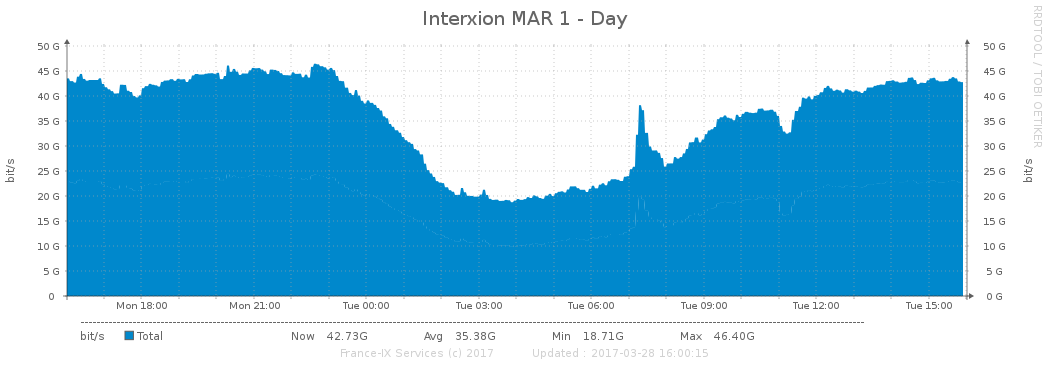 Interxion MAR 1 - Day
RRDTOOL / TOBI OETIKER
50 G 50 G
45 G 45 G
40 G 40 G
35 G 35 G
30 G 30 G
25 G 25 G
20 G 20 G
15 G 15 G
10 G 10 G
5 G 5 G
0 0 G
bit/s
bit/s
Mon 18:00 Mon 21:00 Tue 00:00 Tue 03:00 Tue 06:00 Tue 09:00 Tue 12:00 Tue 15:00
bit/s Total Now 42.73G Avg 35.38G Min 18.71G Max 46.40G
France-IX Services (c) 2017 Updated : 2017-03-28 16:00:15